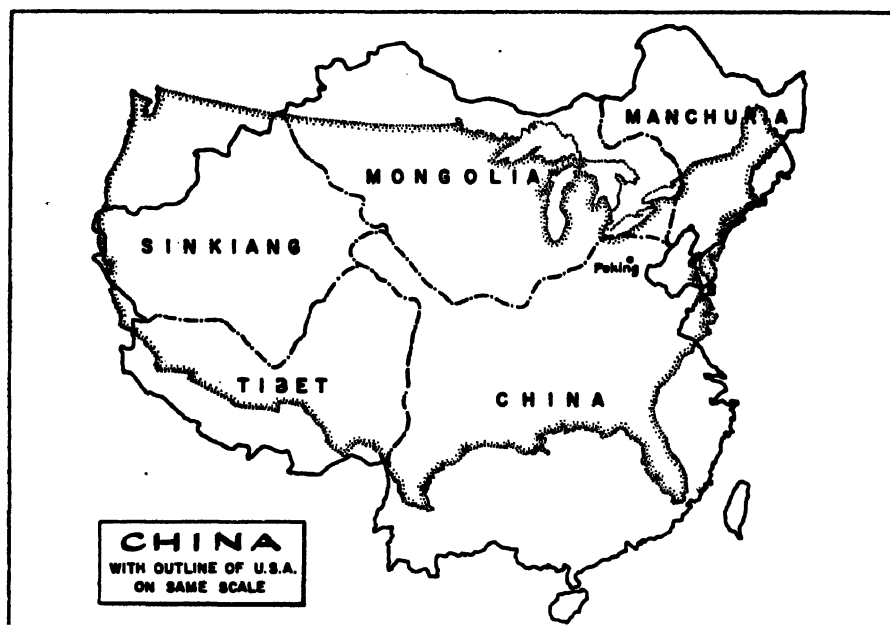 MANCHURIA
MONGOLIA
SINKIANG
Peking
TIBET
CHINA
CHINA
WITH OUTLINE OF U.S.A.
ON SAME SCALE